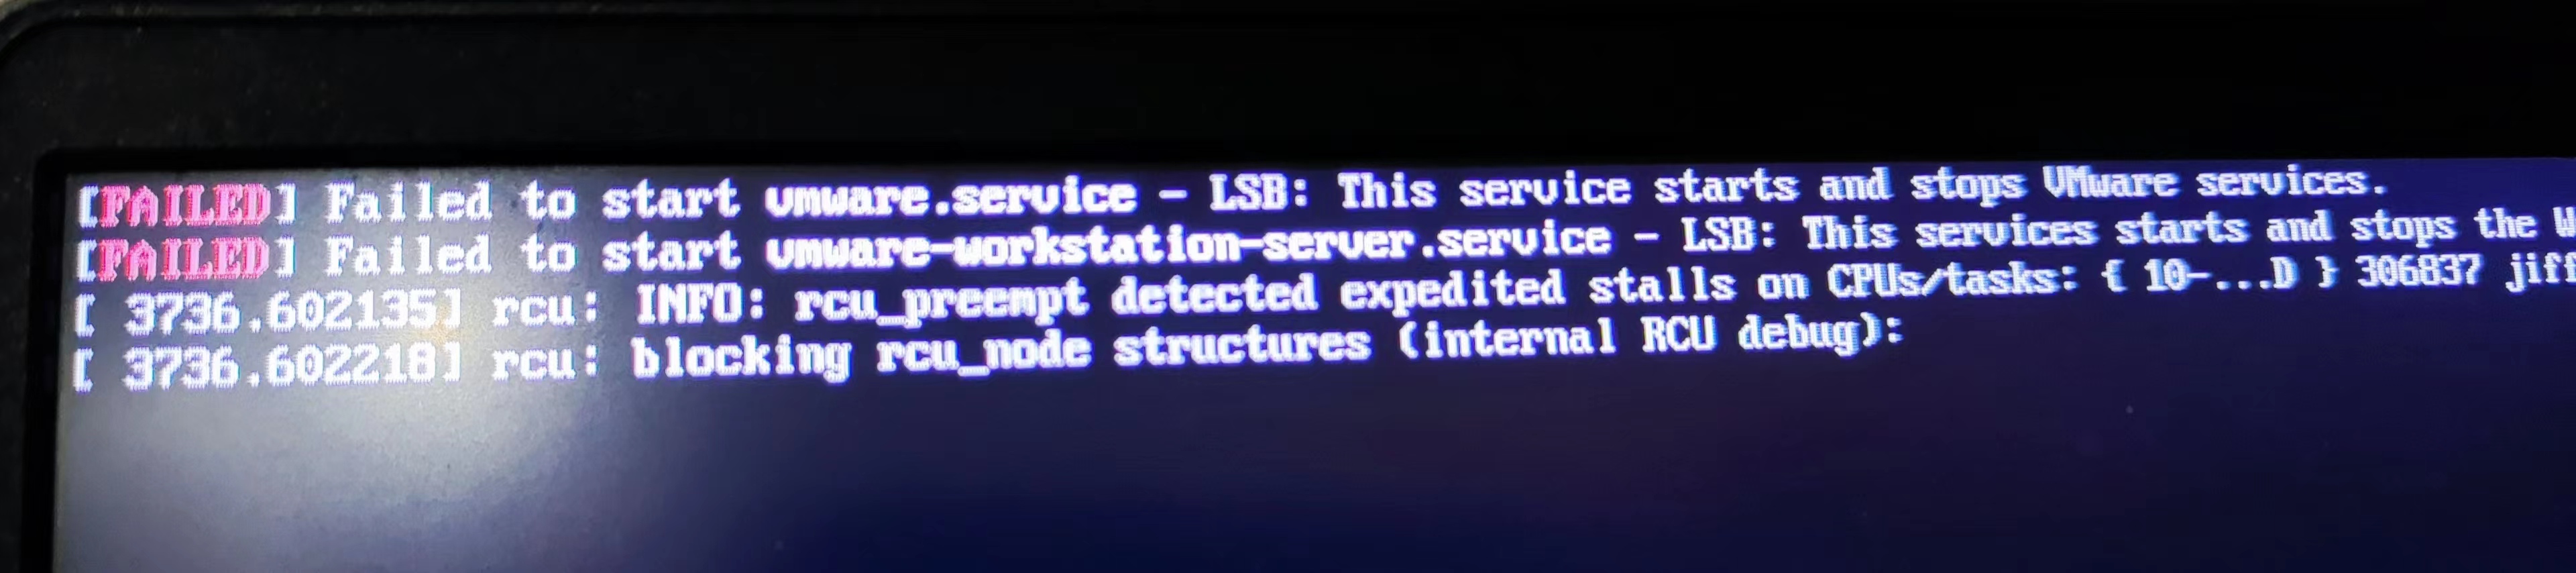 [FAILED] Failed to start vmware.service - LSB: This service starts and stops VMware services.
[FAILED] Failed to start vmware-workstation-server.service - LSB: This services starts and stops the
[ 3736.602135] rcu: INFO: rcu_preempt detected expedited stalls on CPUs/tasks: { 10-...D } 306837 jiff
[ 3736.602218] rcu: blocking rcu_node structures (internal RCU debug):